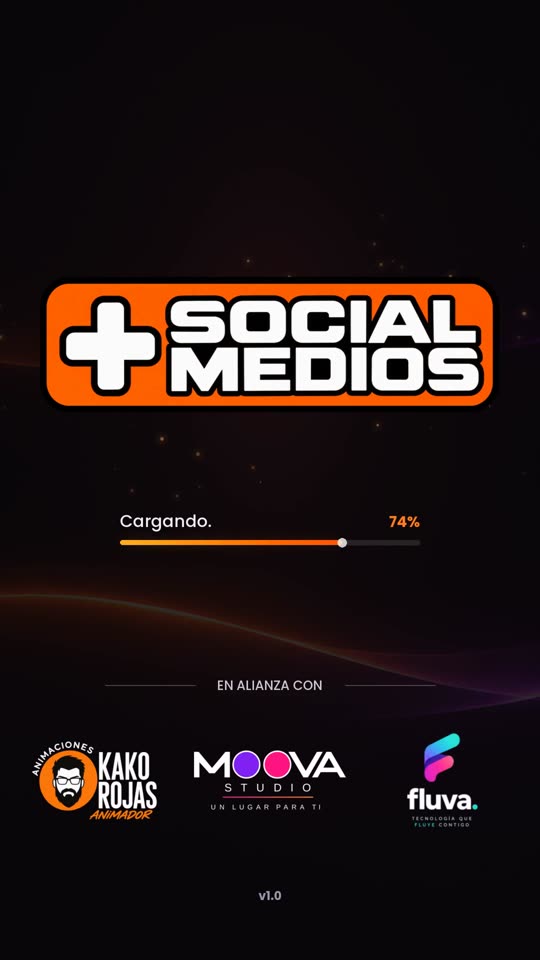 SOCIAL
MEDIOS
Cargando.
74%
EN ALIANZA CON
ANIMACIONES
KAKO
ROJAS
ANIMADOR
MOOVA
STUDIO
UN LUGAR PARA TI
fluva.
TECNOLOGÍA QUE
FLUYE CONTIGO
v1.0